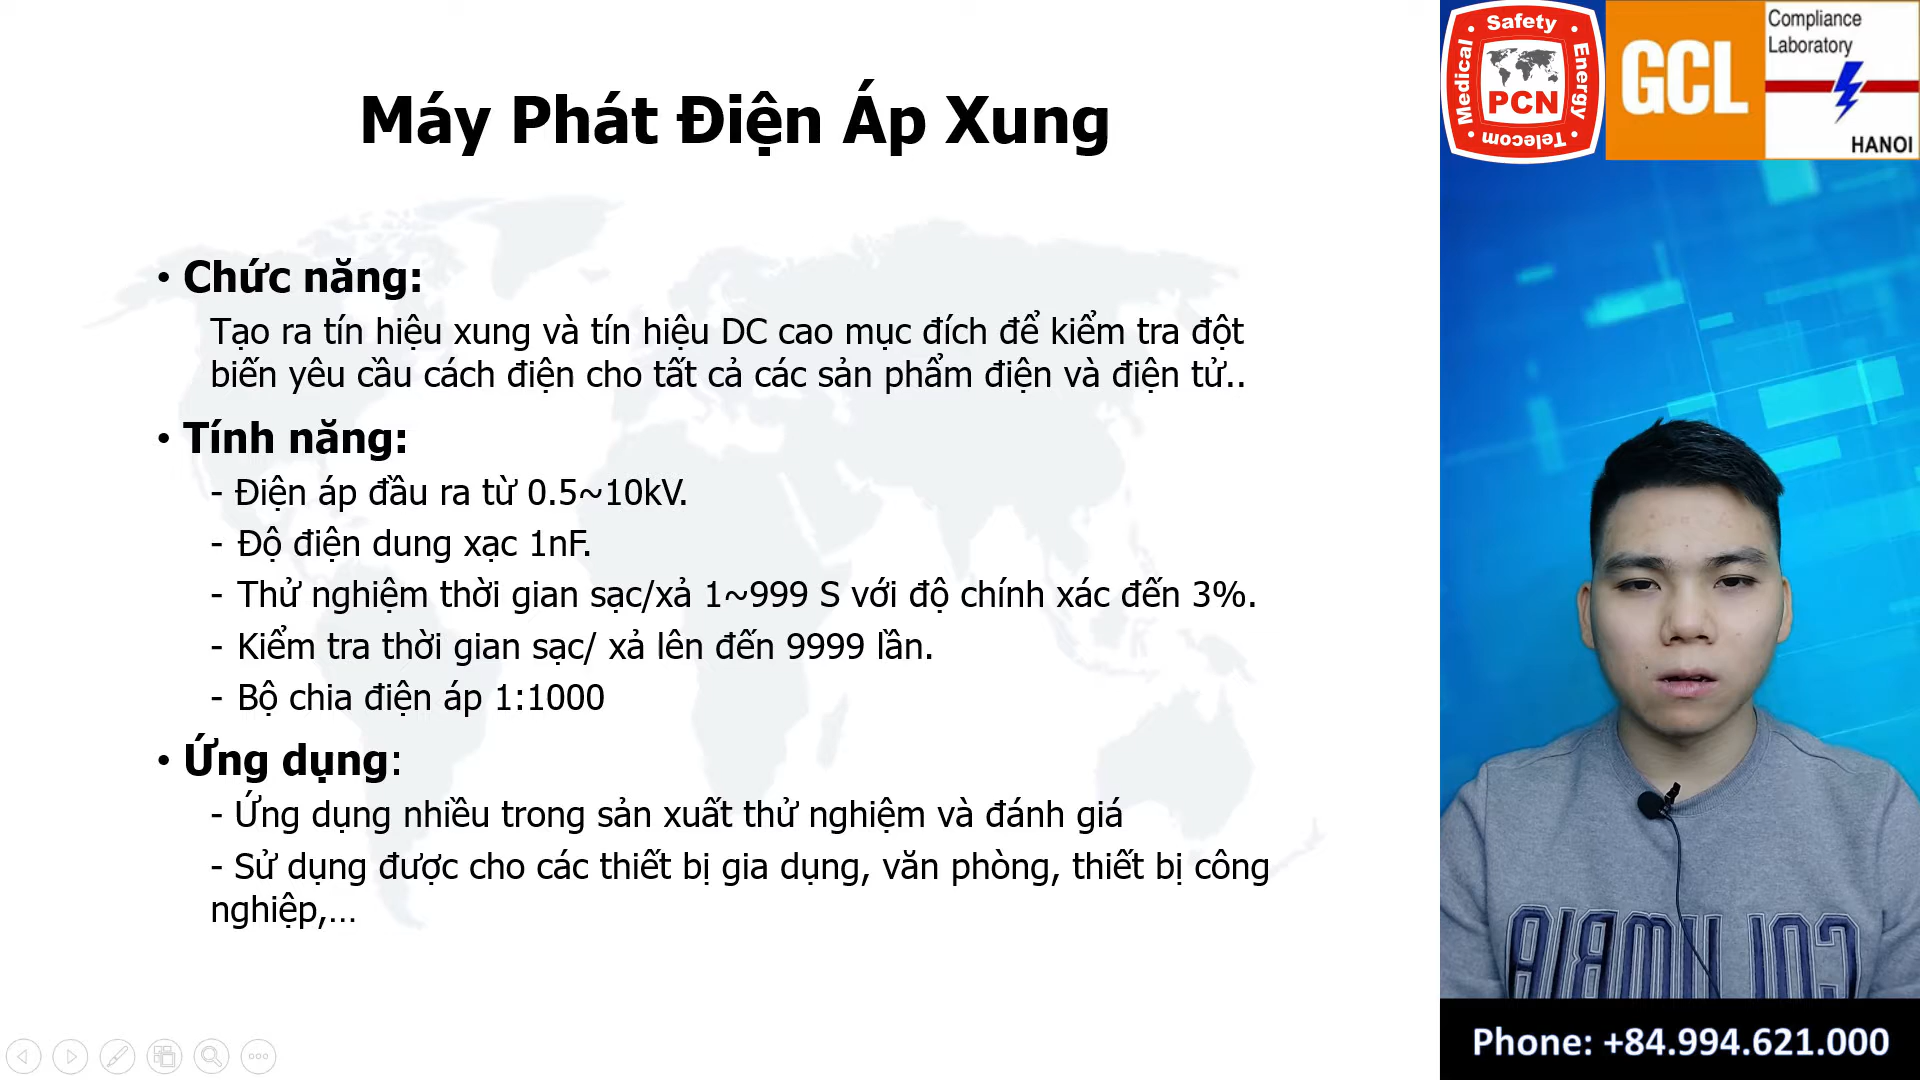 Máy Phát Điện Áp Xung
• Chức năng:
Tạo ra tín hiệu xung và tín hiệu DC cao mục đích để kiểm tra đột
biến yêu cầu cách điện cho tất cả các sản phẩm điện và điện tử..
• Tính năng:
- Điện áp đầu ra từ 0.5~10kV.
- Độ điện dung xạc 1nF.
- Thử nghiệm thời gian sạc/xả 1~999 S với độ chính xác đến 3%.
- Kiểm tra thời gian sạc/ xả lên đến 9999 lần.
- Bộ chia điện áp 1:1000
• Ứng dụng:
- Ứng dụng nhiều trong sản xuất thử nghiệm và đánh giá
- Sử dụng được cho các thiết bị gia dụng, văn phòng, thiết bị công
nghiệp,...
Safety
Medical
Energy
Telecom
PCN
GCL
Compliance
Laboratory
HANOI
COLUMBIA
Phone: +84.994.621.000